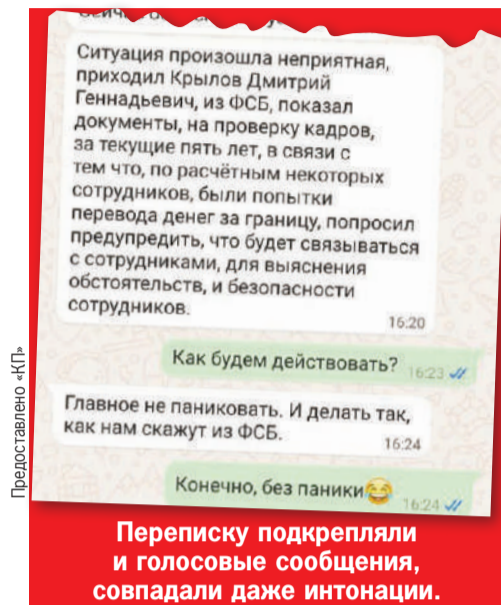 Ситуация произошла неприятная,
приходил Крылов Дмитрий
Геннадьевич, из ФСБ, показал
документы, на проверку кадров,
за текущие пять лет, в связи с
тем что, по расчётным некоторых
сотрудников, были попытки
перевода денег за границу, попросил
предупредить, что будет связываться
с сотрудниками, для выяснения
обстоятельств, и безопасности
сотрудников.
16:20
Как будем действовать?
16:23
Главное не паниковать. И делать так,
как нам скажут из ФСБ.
16:24
Конечно, без паники😂
16:24
Предоставлено «КП»
Переписку подкрепляли
и голосовые сообщения,
совпадали даже интонации.